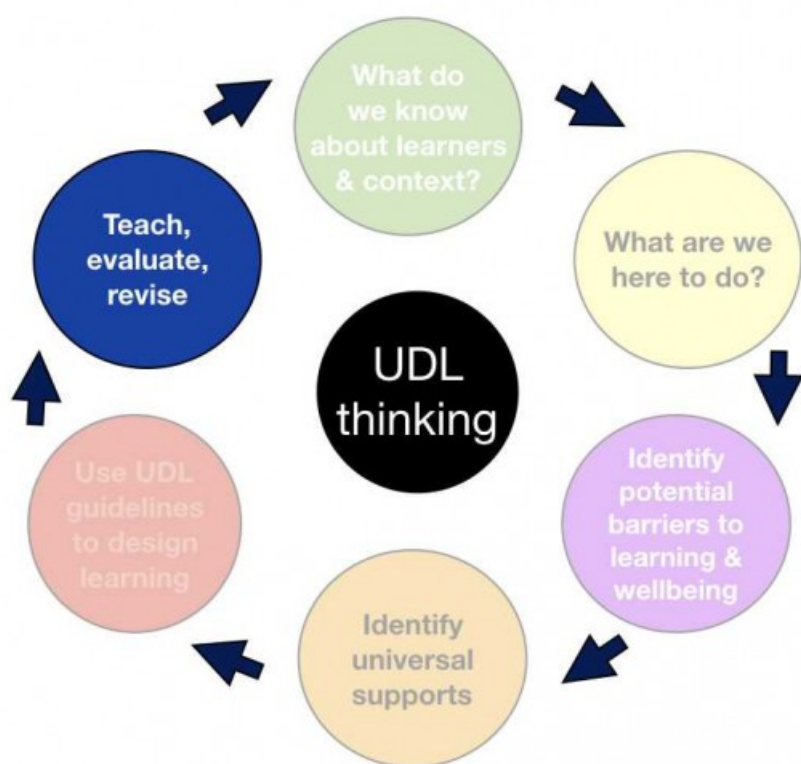 What do
we know
about learners
& context?
What are we
here to do?
Identify
potential
barriers to
learning &
wellbeing
Identify
universal
supports
Use UDL
guidelines
to design
learning
Teach,
evaluate,
revise
UDL
thinking